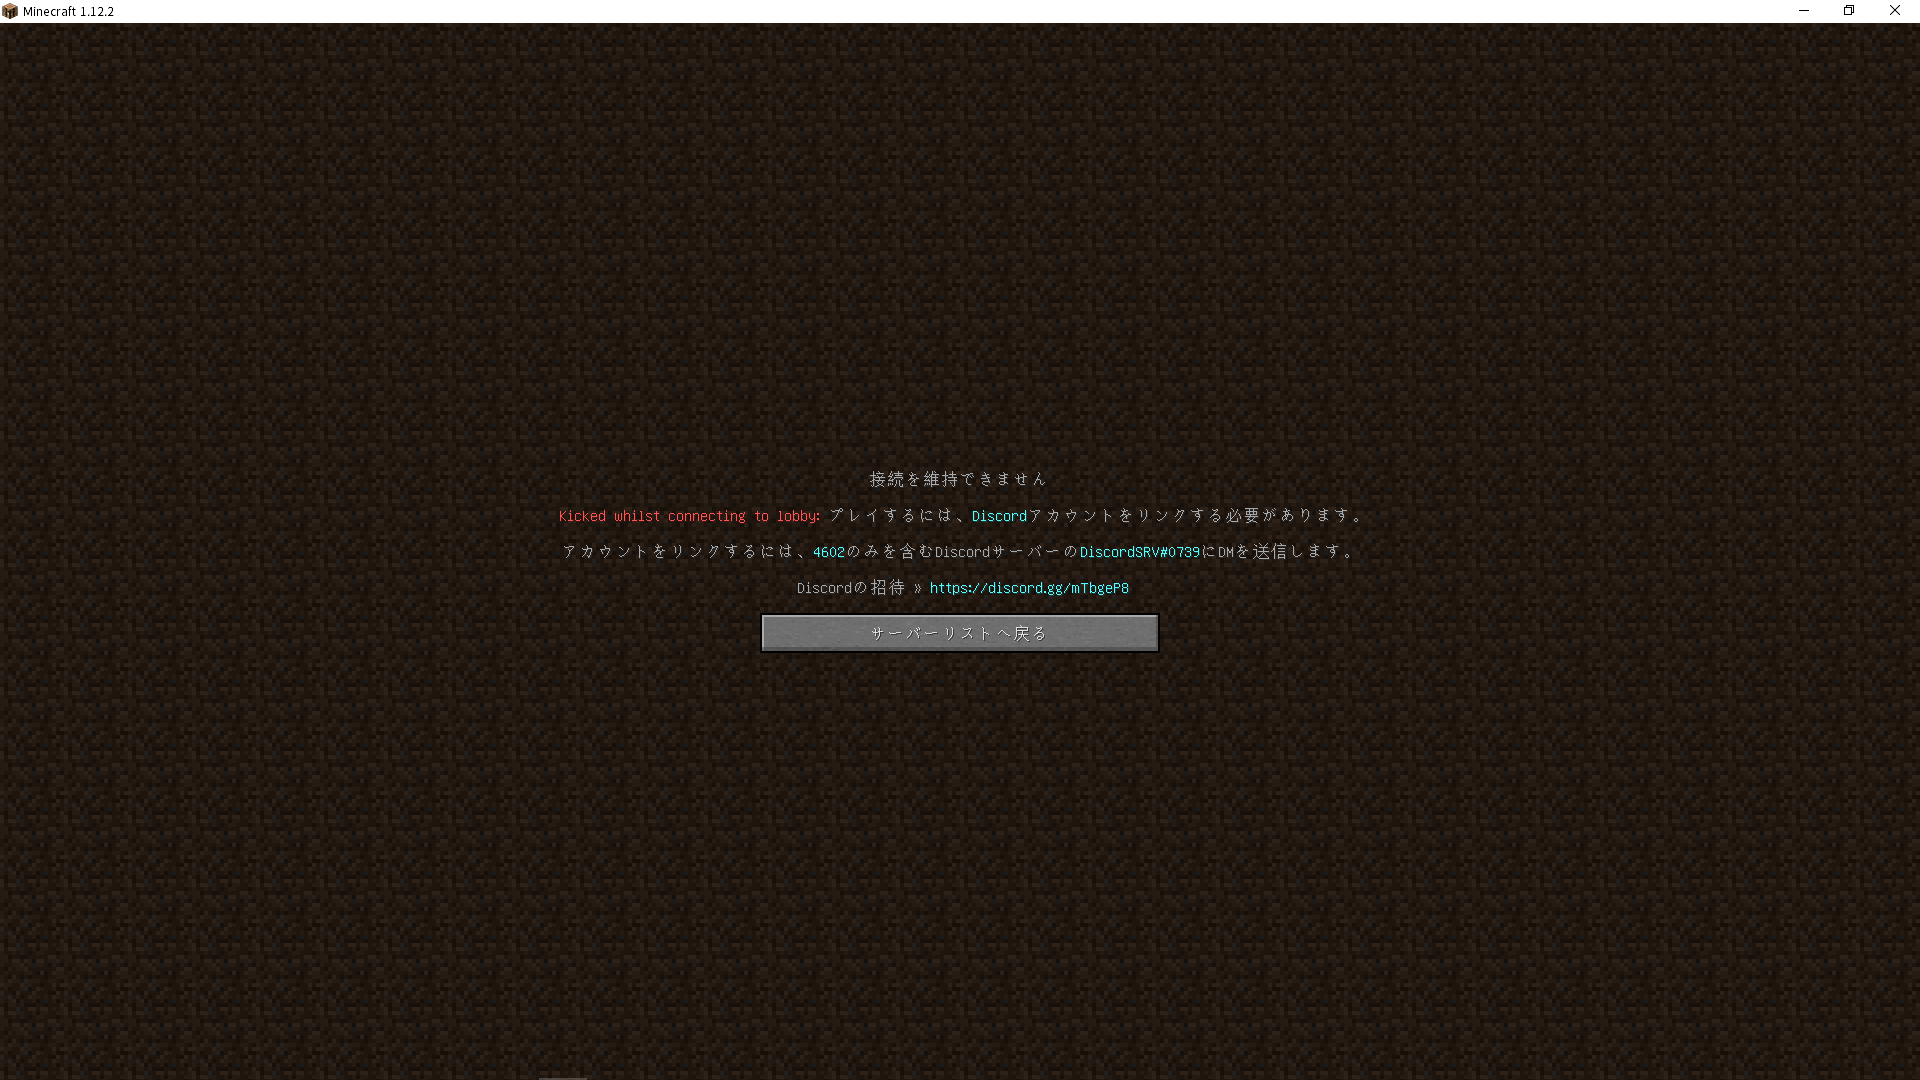 Minecraft 1.12.2
接続を維持できません
Kicked whilst connecting to lobby: プレイするには、Discordアカウントをリンクする必要があります。
アカウントをリンクするには、4602のみを含むDiscordサーバーのDiscordSRV#0739にDMを送信します。
Discordの招待 » https://discord.gg/mTbgeP8
サーバーリストへ戻る